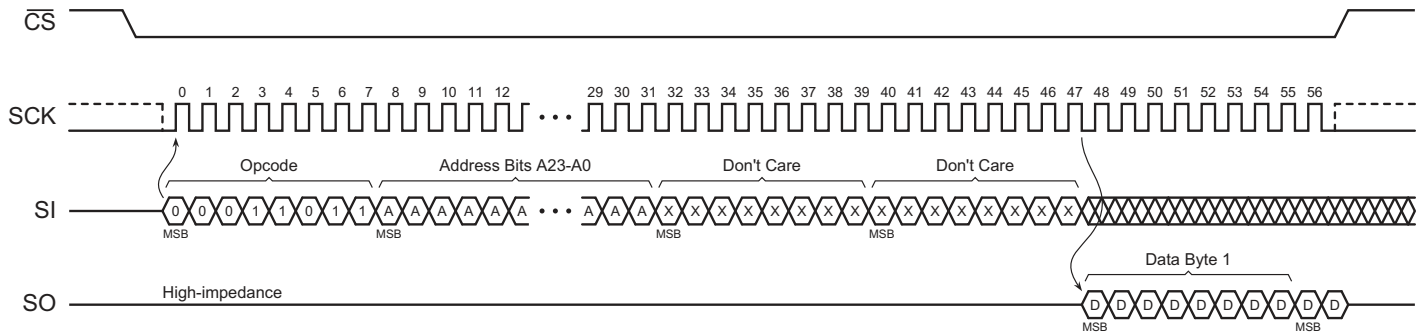 CS
SCK
0 1 2 3 4 5 6 7 8 9 10 11 12 29 30 31 32 33 34 35 36 37 38 39 40 41 42 43 44 45 46 47 48 49 50 51 52 53 54 55 56
• • •
Opcode Address Bits A23-A0 Don't Care Don't Care
SI
0 0 0 1 1 0 1 1 A A A A A A • • • A A A X X X X X X X X X X X X X X X X
MSB MSB MSB MSB
Data Byte 1
SO
High-impedance
D D D D D D D D D D
MSB MSB